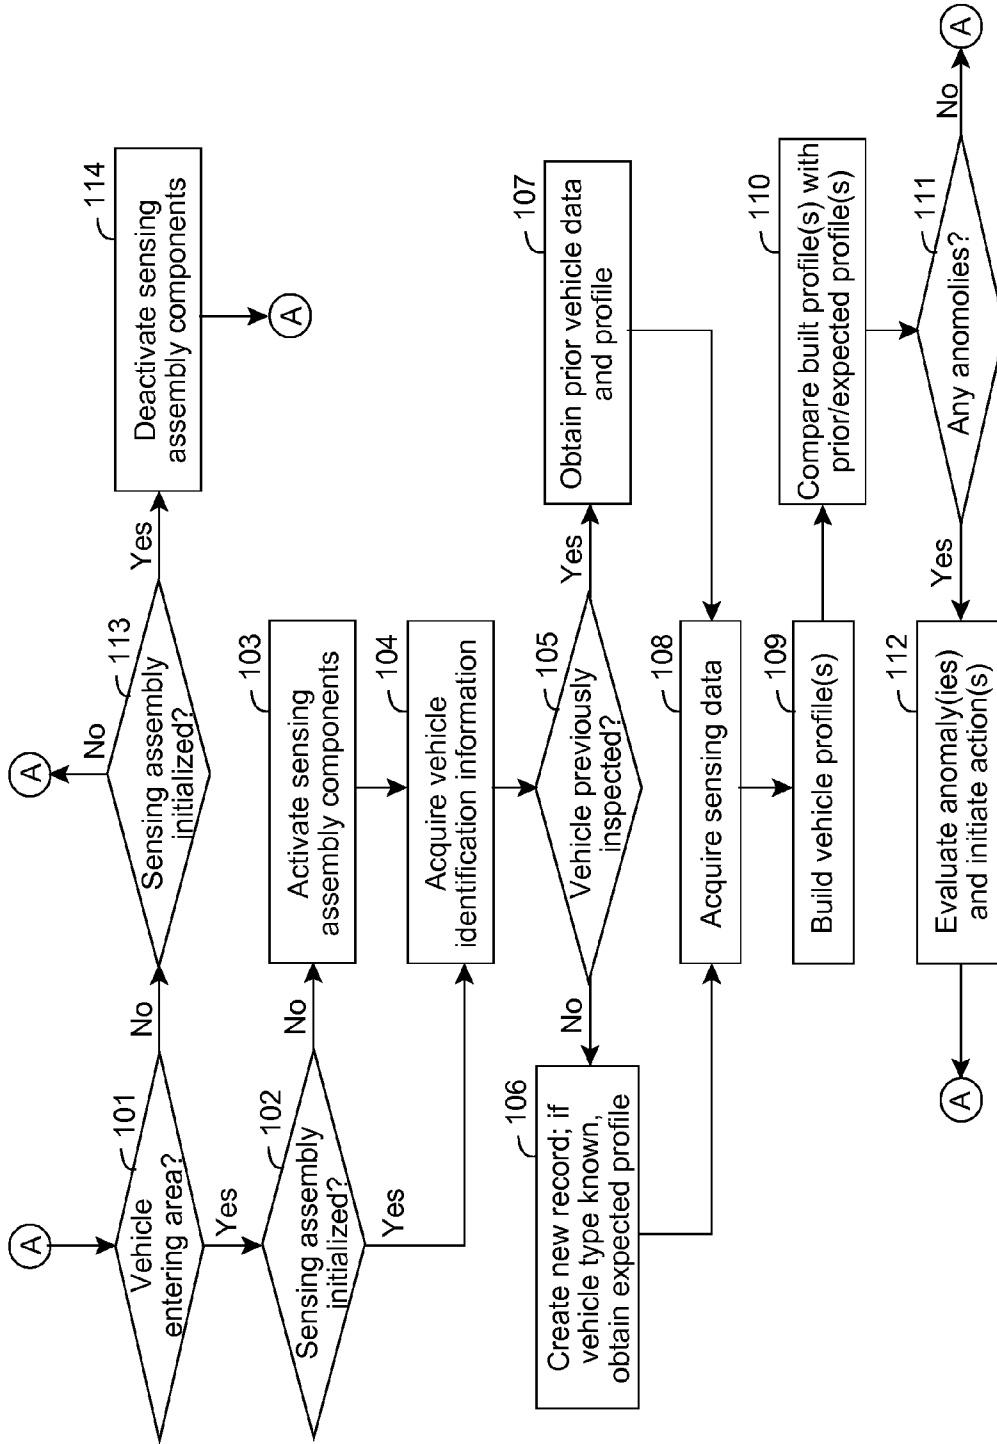 A
Vehicle
entering area?
101
No
Yes
Sensing assembly
initialized?
113
No
A
Yes
Deactivate sensing
assembly components
114
A
Sensing assembly
initialized?
102
No
Yes
Activate sensing
assembly components
103
Acquire vehicle
identification information
104
Vehicle previously
inspected?
105
No
Yes
Create new record; if
vehicle type known,
obtain expected profile
106
Obtain prior vehicle data
and profile
107
Acquire sensing data
108
Build vehicle profile(s)
109
Compare built profile(s) with
prior/expected profile(s)
110
Any anomolies?
111
No
A
Yes
Evaluate anomaly(ies)
and initiate action(s)
112
A